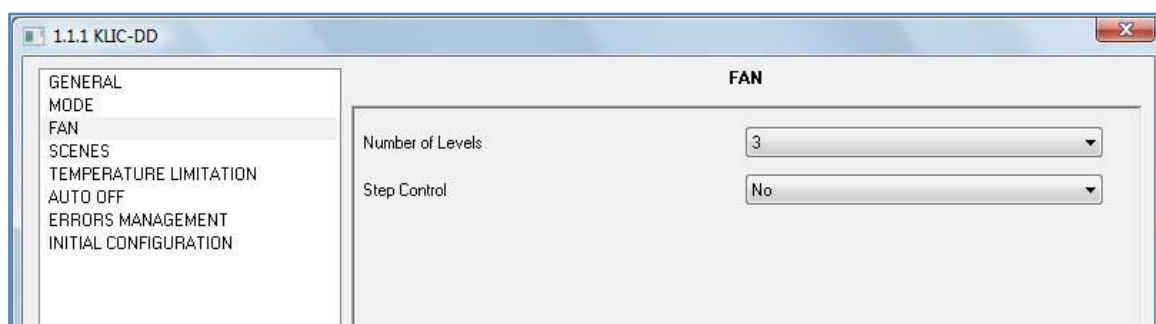 1.1.1 KLIC-DD
GENERAL
MODE
FAN
SCENES
TEMPERATURE LIMITATION
AUTO OFF
ERRORS MANAGEMENT
INITIAL CONFIGURATION
FAN
Number of Levels 3
Step Control No